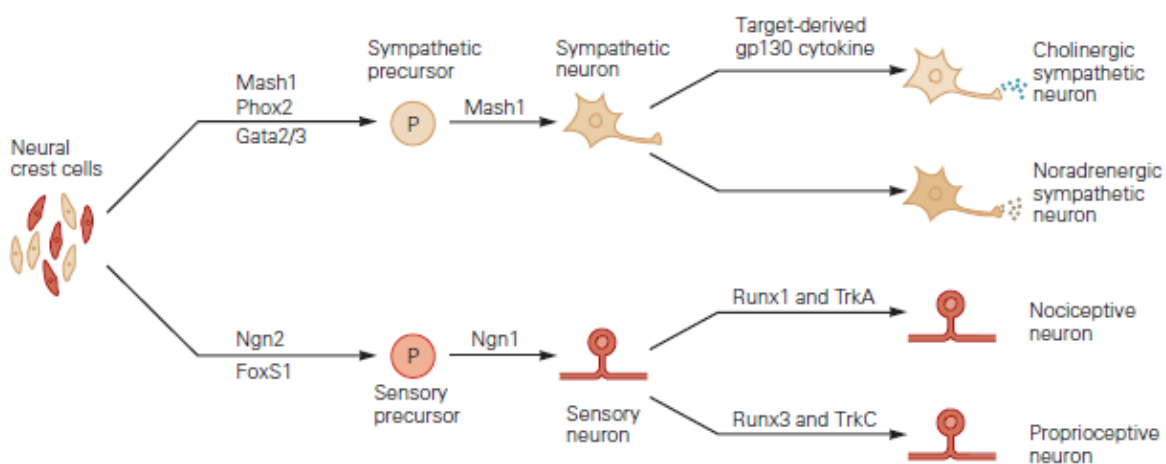 Neural
crest cells
Mash1
Phox2
Gata2/3
Sympathetic
precursor
P
Mash1
Sympathetic
neuron
Target-derived
gp130 cytokine
Cholinergic
sympathetic
neuron
Noradrenergic
sympathetic
neuron
Ngn2
FoxS1
P
Sensory
precursor
Ngn1
Sensory
neuron
Runx1 and TrkA
Nociceptive
neuron
Runx3 and TrkC
Proprioceptive
neuron